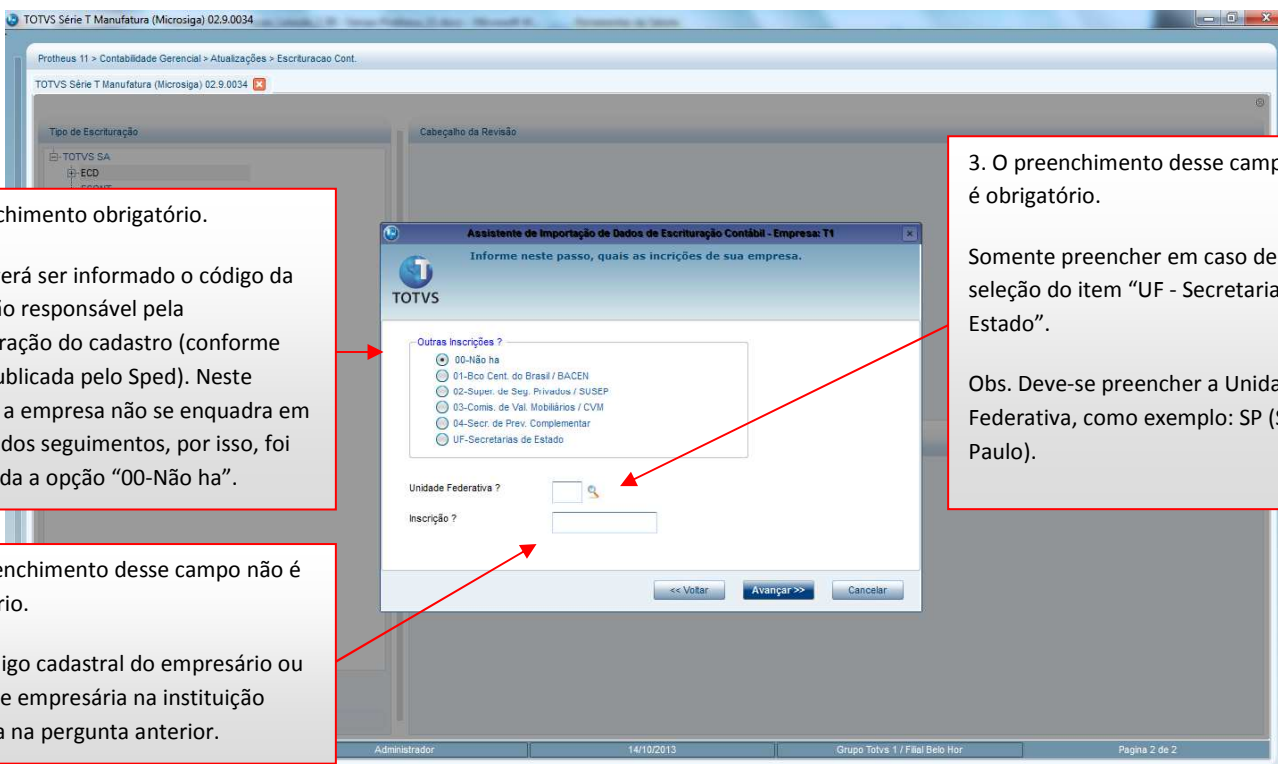 TOTVS Série T Manufatura (Microsiga) 02.9.0034
Protheus 11 > Contabilidade Gerencial > Atualizações > Escrituracao Cont.
TOTVS Série T Manufatura (Microsiga) 02.9.0034
Tipo de Escrituração
Cabeçalho da Revisão
TOTVS SA
ECD
chimento obrigatório.
erá ser informado o código da
ão responsável pela
ração do cadastro (conforme
ublicada pelo Sped). Neste
a empresa não se enquadra em
dos seguimentos, por isso, foi
da a opção “00-Não ha”.
enchimento desse campo não é
rio.
igo cadastral do empresário ou
e empresária na instituição
a na pergunta anterior.
Assistente de Importação de Dados de Escrituração Contábil - Empresa: T1
Informe neste passo, quais as incrições de sua empresa.
TOTVS
Outras Inscrições ?
00-Não ha
01-Bco Cent. do Brasil / BACEN
02-Super. de Seg. Privados / SUSEP
03-Comis. de Val. Mobiliários / CVM
04-Secr. de Prev. Complementar
UF-Secretarias de Estado
Unidade Federativa ?
Inscrição ?
<< Voltar
Avançar >>
Cancelar
3. O preenchimento desse camp
é obrigatório.
Somente preencher em caso de
seleção do item “UF - Secretaria
Estado”.
Obs. Deve-se preencher a Unida
Federativa, como exemplo: SP (S
Paulo).
Administrador
14/10/2013
Grupo Totvs 1 / Filial Belo Hor
Pagina 2 de 2